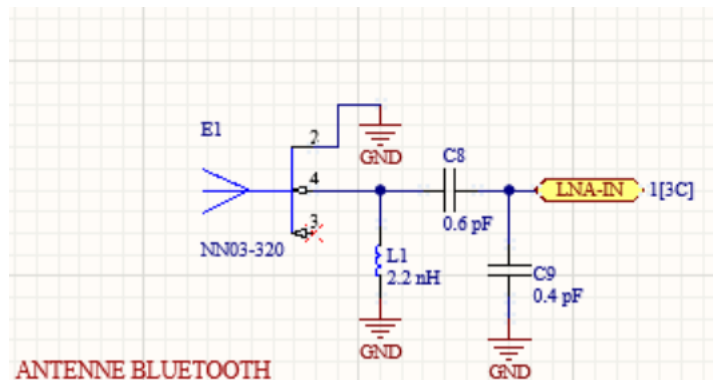 E1
2
GND
4
C8
0.6 pF
LNA-IN
1[3C]
3
NN03-320
L1
2.2 nH
GND
C9
0.4 pF
GND
ANTENNE BLUETOOTH